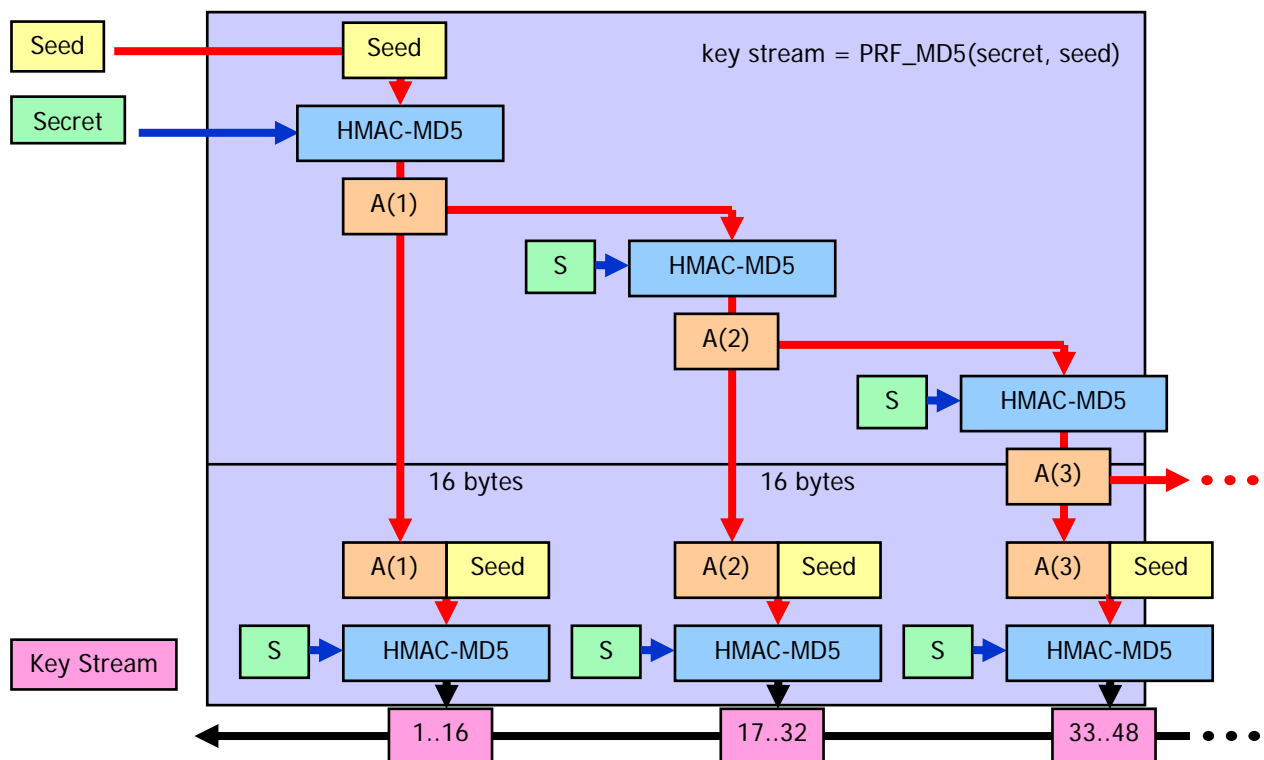 Seed
Seed
key stream = PRF_MD5(secret, seed)
Secret
HMAC-MD5
A(1)
S
HMAC-MD5
A(2)
S
HMAC-MD5
16 bytes
16 bytes
A(3)
A(1)
Seed
A(2)
Seed
A(3)
Seed
Key Stream
S
HMAC-MD5
S
HMAC-MD5
S
HMAC-MD5
1..16
17..32
33..48